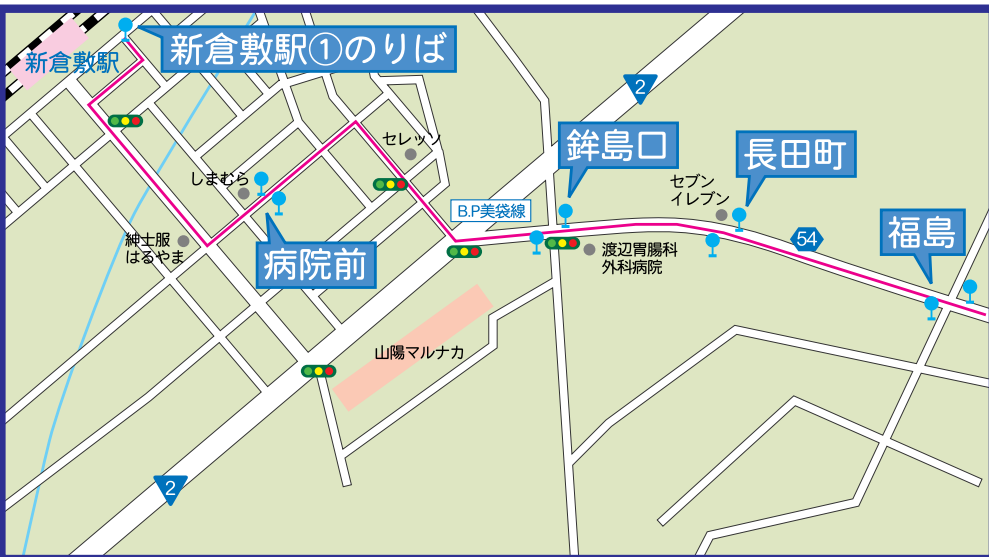 新倉敷駅
新倉敷駅①のりば
2
セレッソ
鉾島口
長田町
しまむら
セブン
イレブン
B.P美袋線
福島
紳士服
はるやま
病院前
渡辺胃腸科
外科病院
54
山陽マルナカ
2